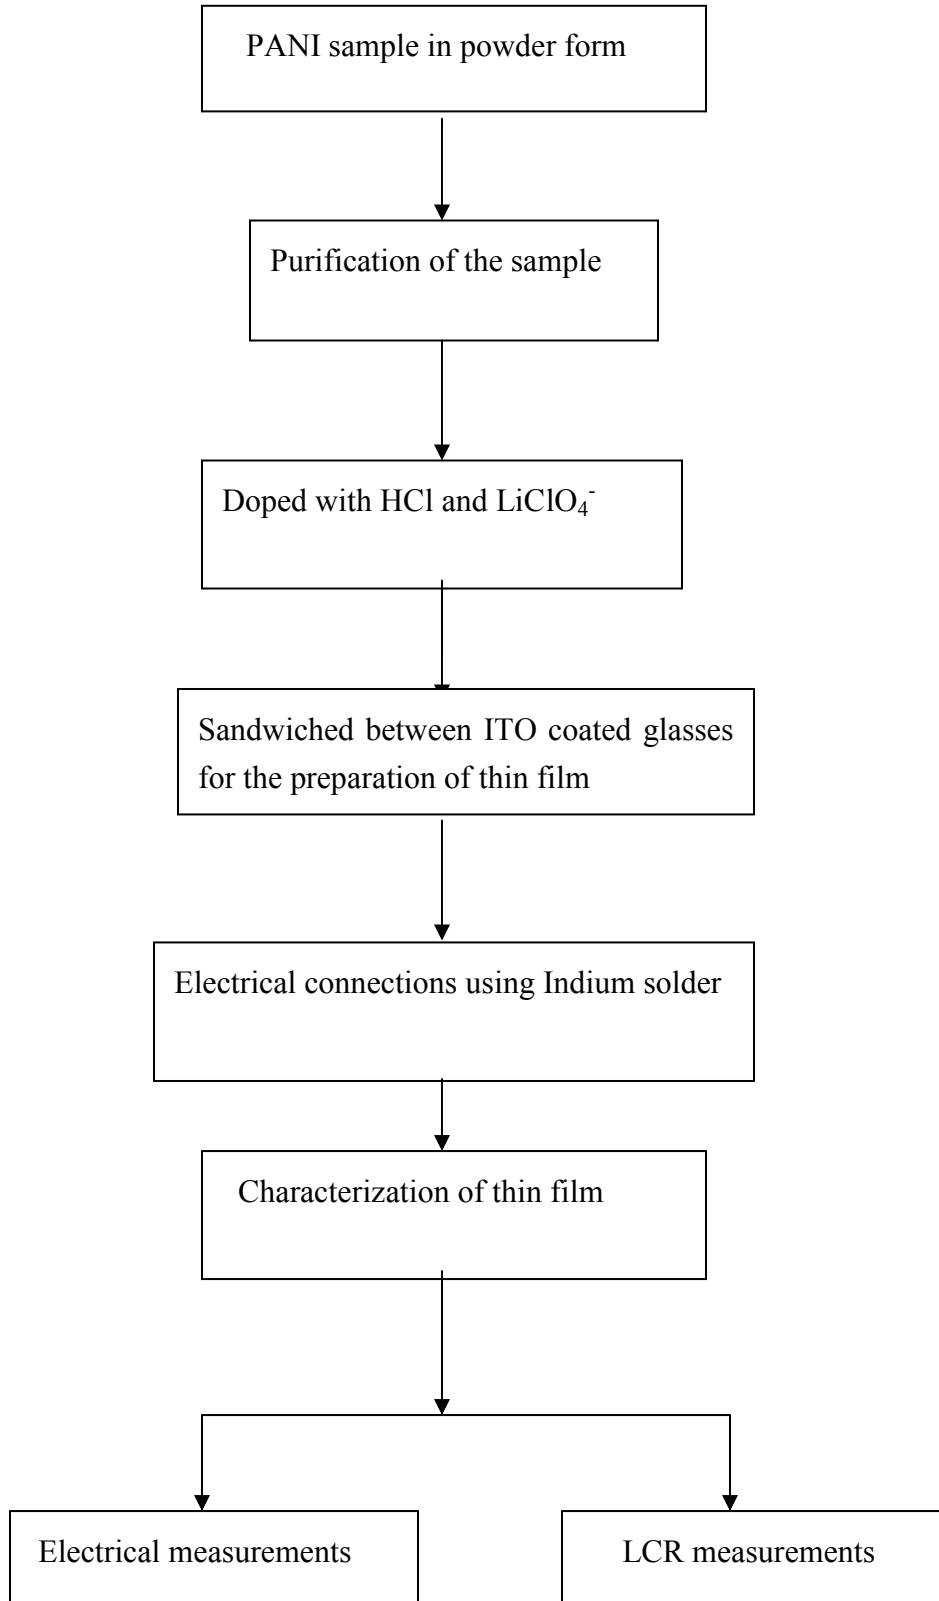 PANI sample in powder form
Purification of the sample
Doped with HCl and LiClO₄⁻
Sandwiched between ITO coated glasses
for the preparation of thin film
Electrical connections using Indium solder
Characterization of thin film
Electrical measurements
LCR measurements